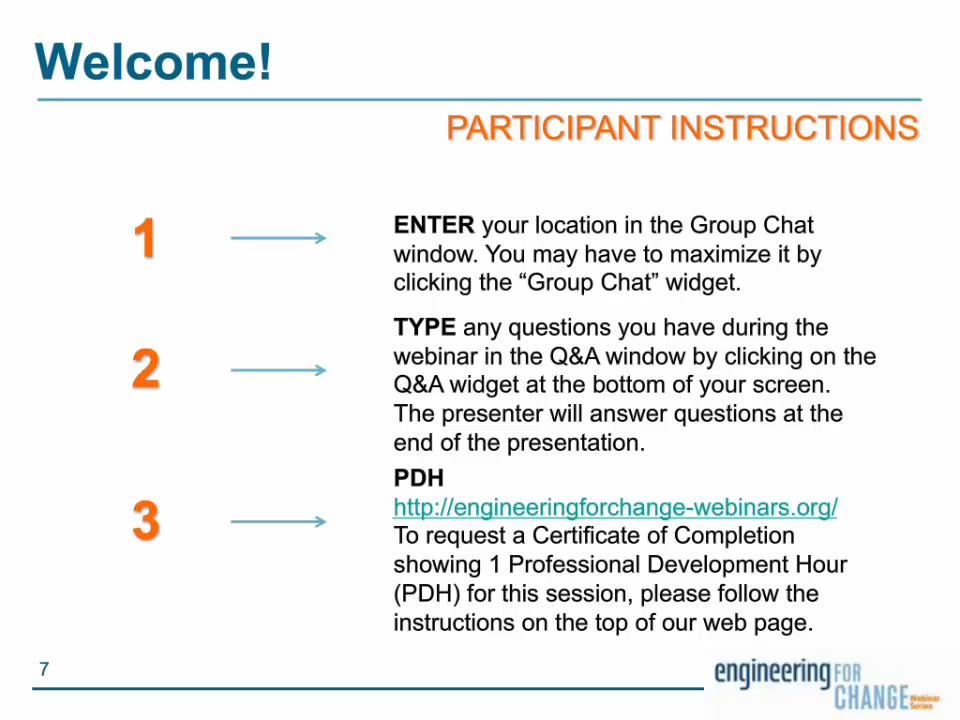 Welcome!
PARTICIPANT INSTRUCTIONS
1
ENTER your location in the Group Chat
window. You may have to maximize it by
clicking the “Group Chat” widget.
2
TYPE any questions you have during the
webinar in the Q&A window by clicking on the
Q&A widget at the bottom of your screen.
The presenter will answer questions at the
end of the presentation.
3
PDH
http://engineeringforchange-webinars.org/
To request a Certificate of Completion
showing 1 Professional Development Hour
(PDH) for this session, please follow the
instructions on the top of our web page.
7
engineering FOR
CHANGE Webinar
Series